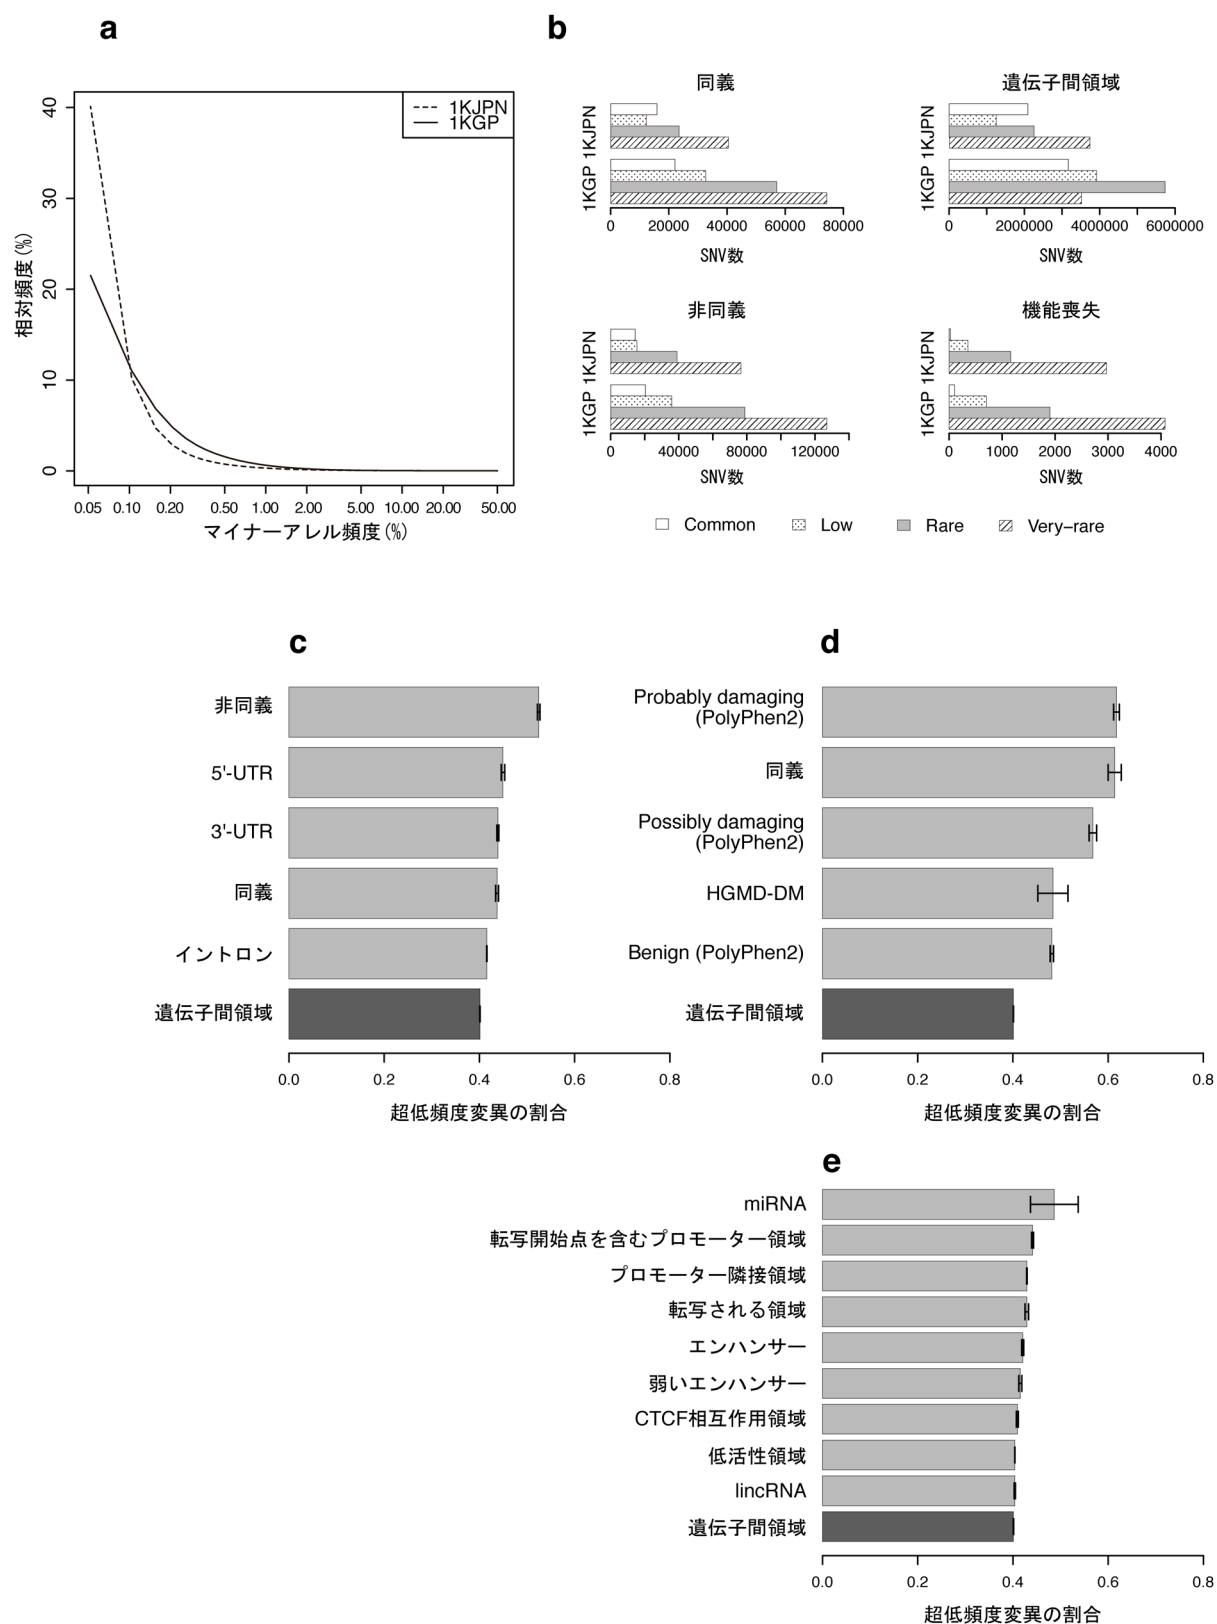 a
1KJPN
1KGP
相対頻度(%)
40
30
20
10
0
0.05 0.10 0.20 0.50 1.00 2.00 5.00 10.00 20.00 50.00
マイナーアレル頻度(%)
b
同義
1KGP 1KJPN
0 20000 40000 60000 80000
SNV数
遺伝子間領域
1KGP 1KJPN
0 2000000 4000000 6000000
SNV数
非同義
1KGP 1KJPN
0 40000 80000 120000
SNV数
機能喪失
1KGP 1KJPN
0 1000 2000 3000 4000
SNV数
Common Low Rare Very−rare
c
非同義
5'-UTR
3'-UTR
同義
イントロン
遺伝子間領域
0.0 0.2 0.4 0.6 0.8
超低頻度変異の割合
d
Probably damaging
(PolyPhen2)
同義
Possibly damaging
(PolyPhen2)
HGMD-DM
Benign (PolyPhen2)
遺伝子間領域
0.0 0.2 0.4 0.6 0.8
超低頻度変異の割合
e
miRNA
転写開始点を含むプロモーター領域
プロモーター隣接領域
転写される領域
エンハンサー
弱いエンハンサー
CTCF相互作用領域
低活性領域
lincRNA
遺伝子間領域
0.0 0.2 0.4 0.6 0.8
超低頻度変異の割合